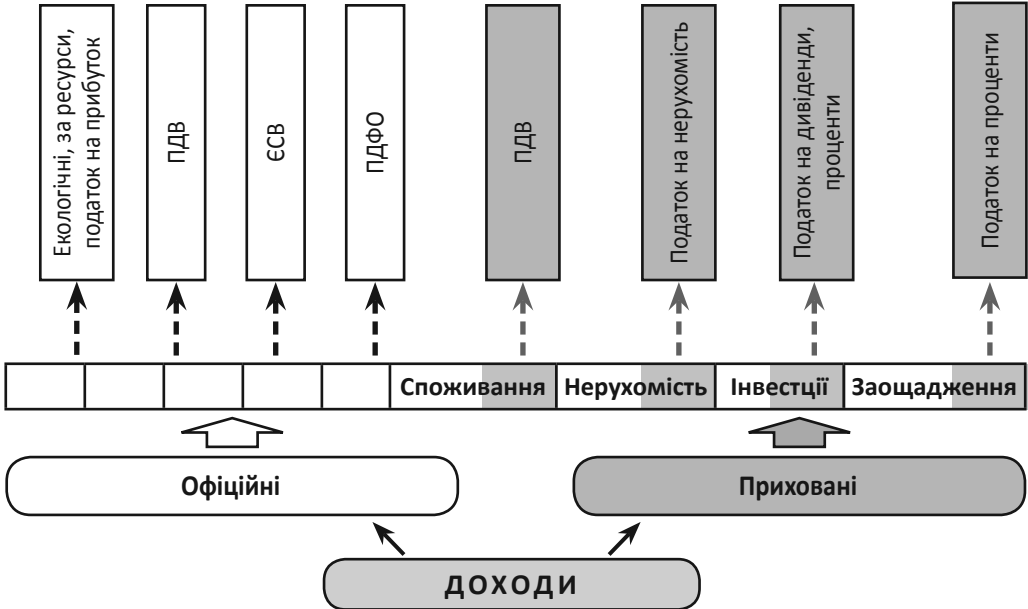 Екологічні, за ресурси,
податок на прибуток
ПДВ
ЄСВ
ПДФО
ПДВ
Податок на нерухомість
Податок на дивіденди,
проценти
Податок на проценти
Споживання
Нерухомість
Інвестції
Заощадження
Офіційні
Приховані
ДОХОДИ